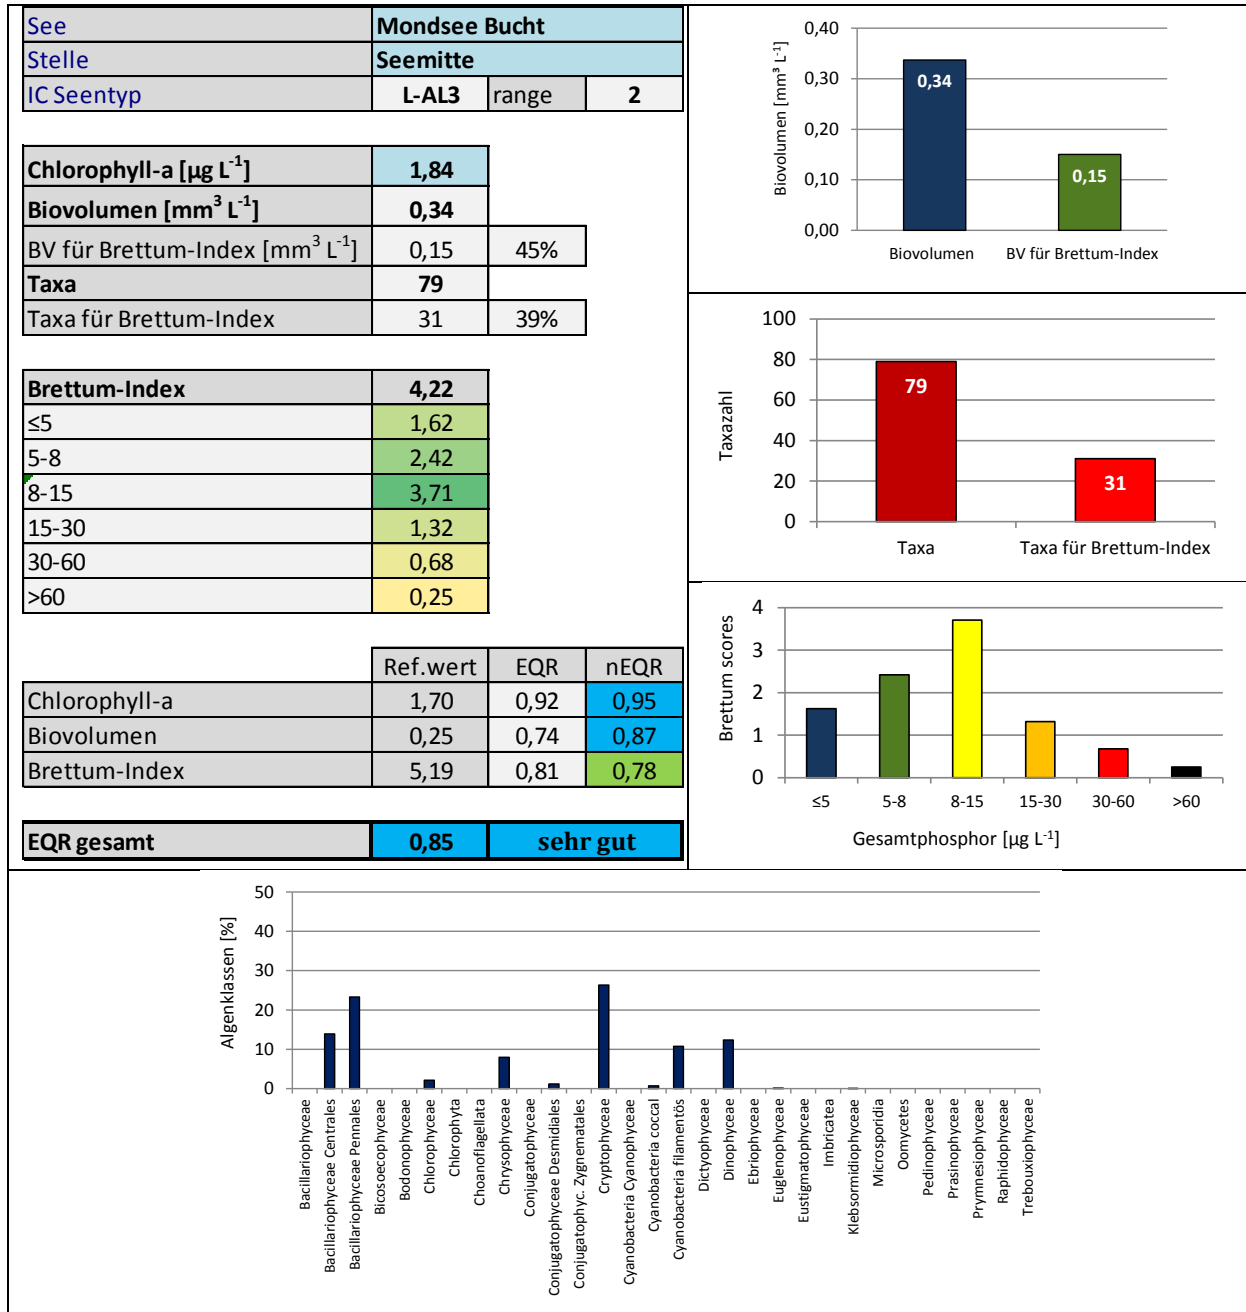 See Mondsee Bucht
Stelle Seemitte
IC Seentyp L-AL3 range 2
Chlorophyll-a [µg L⁻¹] 1,84
Biovolumen [mm³ L⁻¹] 0,34
BV für Brettum-Index [mm³ L⁻¹] 0,15 45%
Taxa 79
Taxa für Brettum-Index 31 39%
Brettum-Index 4,22
≤5 1,62
5-8 2,42
8-15 3,71
15-30 1,32
30-60 0,68
>60 0,25
Ref.wert EQR nEQR
Chlorophyll-a 1,70 0,92 0,95
Biovolumen 0,25 0,74 0,87
Brettum-Index 5,19 0,81 0,78
EQR gesamt 0,85 sehr gut
Biovolumen [mm³ L⁻¹]
0,40
0,30
0,20
0,10
0,00
0,34
0,15
Biovolumen BV für Brettum-Index
Taxazahl
100
80
60
40
20
0
79
31
Taxa Taxa für Brettum-Index
Brettum scores
4
3
2
1
0
≤5 5-8 8-15 15-30 30-60 >60
Gesamtphosphor [µg L⁻¹]
Algenklassen [%]
50
40
30
20
10
0
Bacillariophyceae
Bacillariophyceae Centrales
Bacillariophyceae Pennales
Bicosoecophyceae
Bodonophyceae
Chlorophyceae
Chlorophyta
Choanoflagellata
Chrysophyceae
Conjugatophyceae
Conjugatophyceae Desmidiales
Conjugatophyc. Zygnematales
Cryptophyceae
Cyanobacteria Cyanophyceae
Cyanobacteria coccal
Cyanobacteria filamentös
Dictyophyceae
Dinophyceae
Ebriophyceae
Euglenophyceae
Eustigmatophyceae
Imbricatea
Klebsormidiophyceae
Microsporidia
Oomycetes
Pedinophyceae
Prasinophyceae
Prymnesiophyceae
Raphidophyceae
Trebouxiophyceae